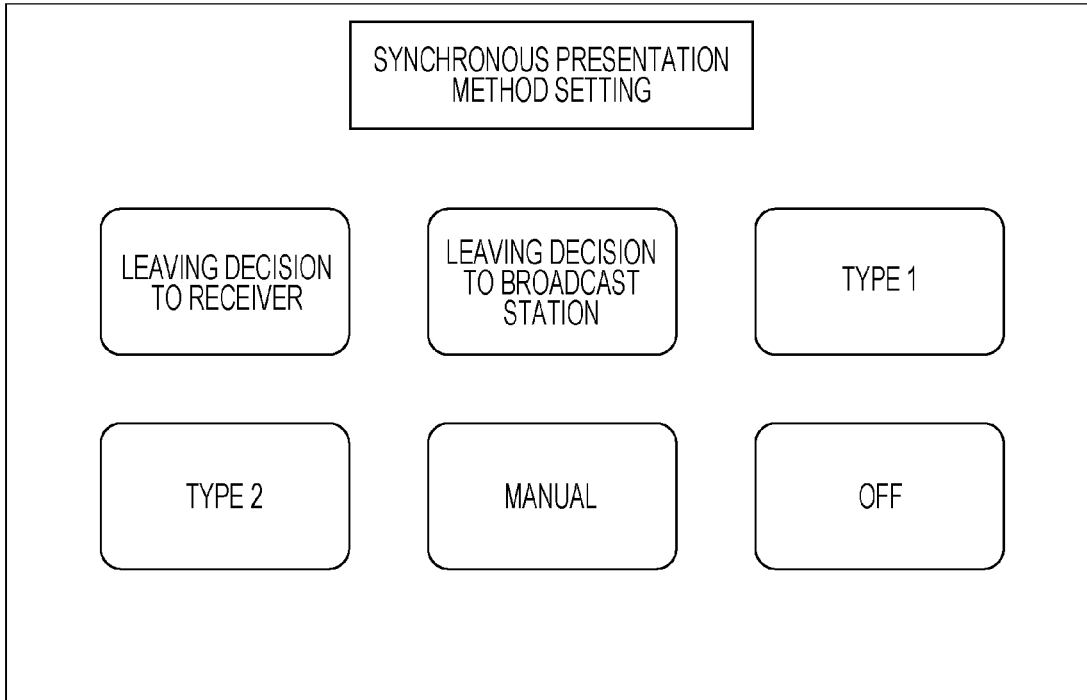 SYNCHRONOUS PRESENTATION
METHOD SETTING
LEAVING DECISION
TO RECEIVER
LEAVING DECISION
TO BROADCAST
STATION
TYPE 1
TYPE 2
MANUAL
OFF